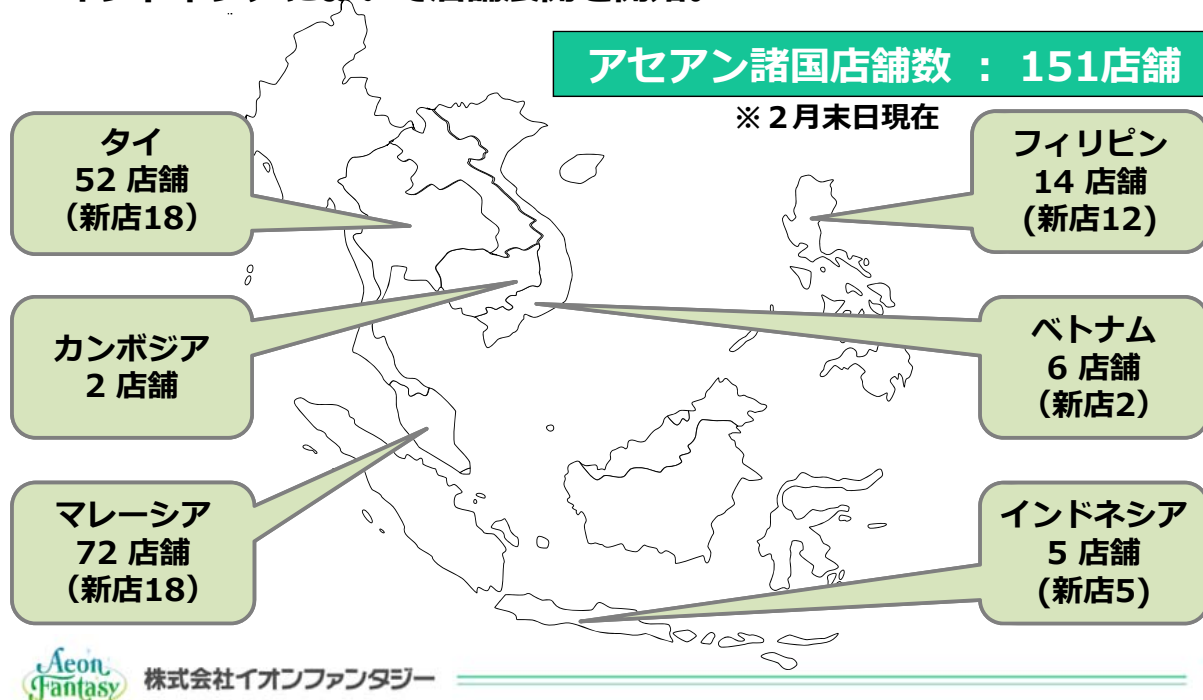 アセアン諸国店舗数 ： 151店舗
※２月末日現在
タイ
52 店舗
（新店18）
フィリピン
14 店舗
(新店12)
カンボジア
2 店舗
ベトナム
6 店舗
（新店2）
マレーシア
72 店舗
（新店18）
インドネシア
5 店舗
(新店5)
Aeon
Fantasy
株式会社イオンファンタジー